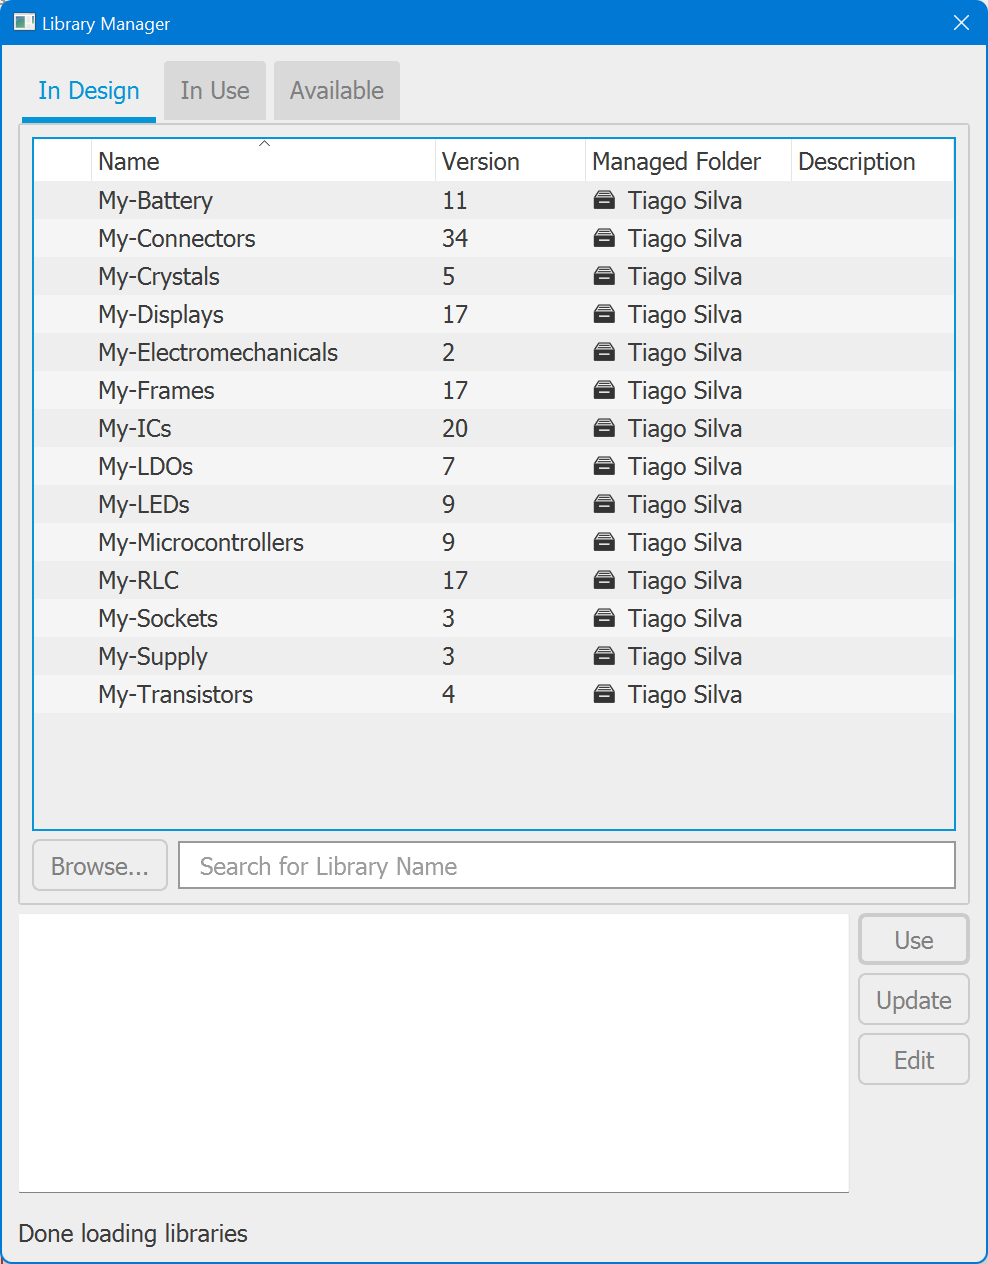 Library Manager
In Design In Use Available
Name Version Managed Folder Description
My-Battery 11 Tiago Silva
My-Connectors 34 Tiago Silva
My-Crystals 5 Tiago Silva
My-Displays 17 Tiago Silva
My-Electromechanicals 2 Tiago Silva
My-Frames 17 Tiago Silva
My-ICs 20 Tiago Silva
My-LDOs 7 Tiago Silva
My-LEDs 9 Tiago Silva
My-Microcontrollers 9 Tiago Silva
My-RLC 17 Tiago Silva
My-Sockets 3 Tiago Silva
My-Supply 3 Tiago Silva
My-Transistors 4 Tiago Silva
Browse... Search for Library Name
Use
Update
Edit
Done loading libraries